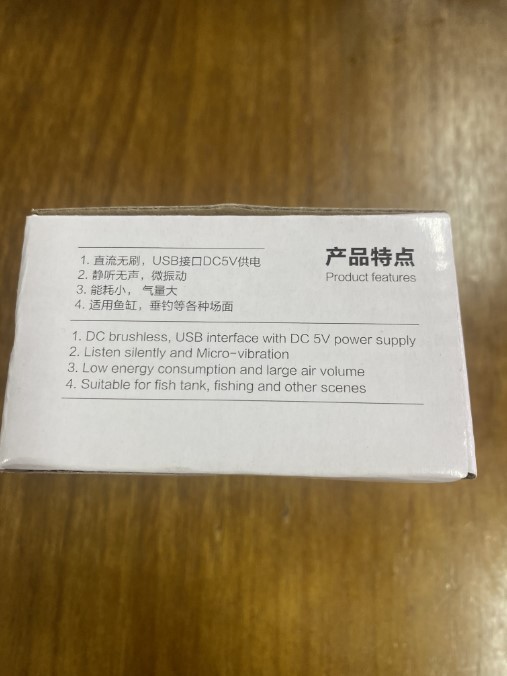 产品特点
Product features
1. 直流无刷，USB接口DC5V供电
2. 静听无声，微振动
3. 能耗小， 气量大
4. 适用鱼缸，垂钓等各种场面
1. DC brushless, USB interface with DC 5V power supply
2. Listen silently and Micro-vibration
3. Low energy consumption and large air volume
4. Suitable for fish tank, fishing and other scenes